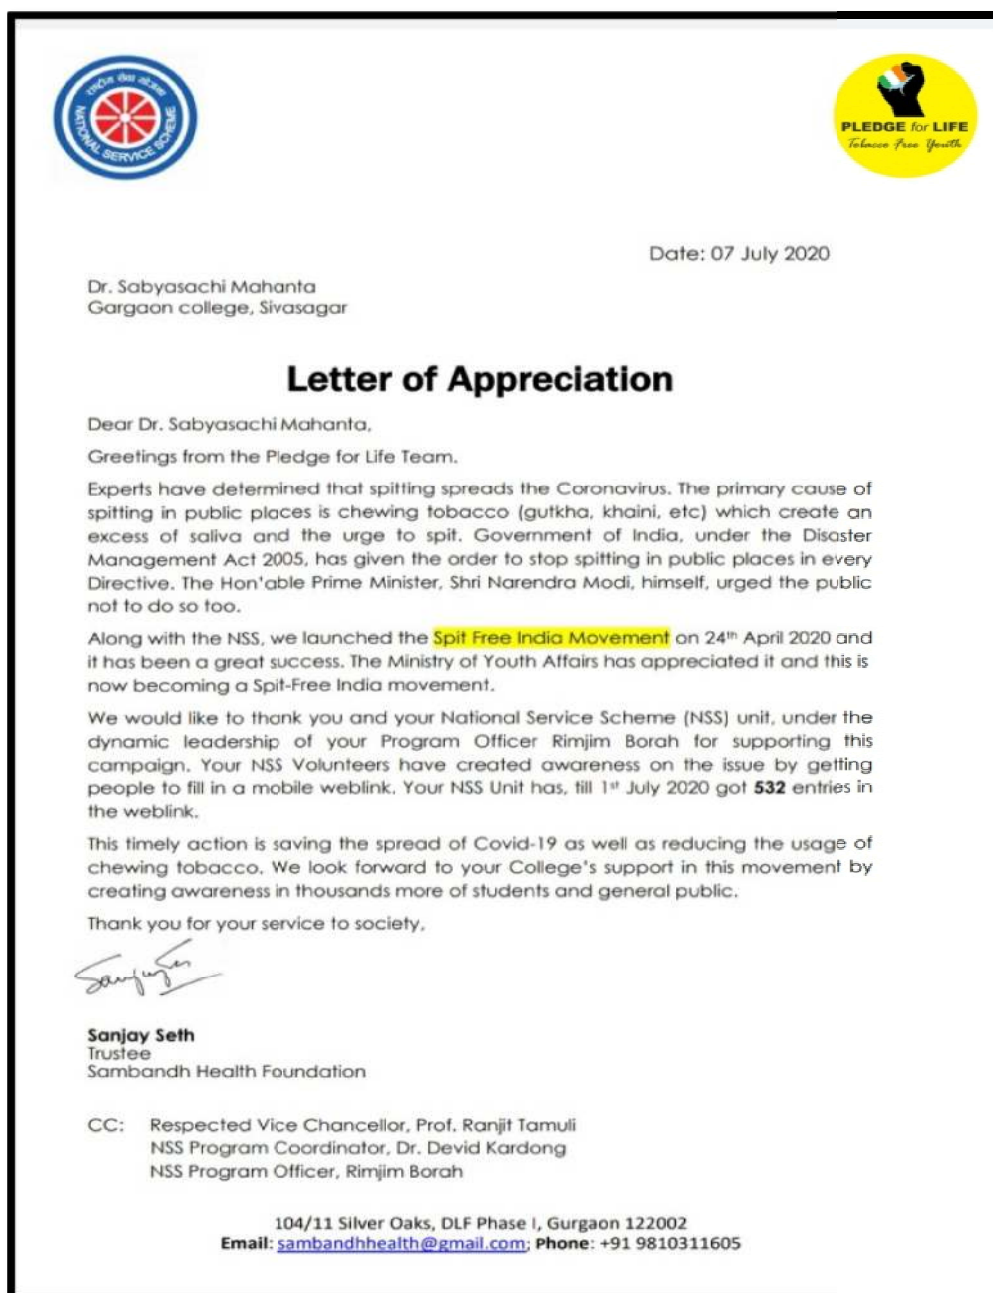 राष्ट्रीय सेवा योजना
NATIONAL SERVICE SCHEME
PLEDGE for LIFE
Tobacco Free Youth
Date: 07 July 2020
Dr. Sabyasachi Mahanta
Gargaon college, Sivasagar
Letter of Appreciation
Dear Dr. Sabyasachi Mahanta,
Greetings from the Pledge for Life Team.
Experts have determined that spitting spreads the Coronavirus. The primary cause of
spitting in public places is chewing tobacco (gutkha, khaini, etc) which create an
excess of saliva and the urge to spit. Government of India, under the Disaster
Management Act 2005, has given the order to stop spitting in public places in every
Directive. The Hon'able Prime Minister, Shri Narendra Modi, himself, urged the public
not to do so too.
Along with the NSS, we launched the Spit Free India Movement on 24th April 2020 and
it has been a great success. The Ministry of Youth Affairs has appreciated it and this is
now becoming a Spit-Free India movement.
We would like to thank you and your National Service Scheme (NSS) unit, under the
dynamic leadership of your Program Officer Rimjim Borah for supporting this
campaign. Your NSS Volunteers have created awareness on the issue by getting
people to fill in a mobile weblink. Your NSS Unit has, till 1st July 2020 got 532 entries in
the weblink.
This timely action is saving the spread of Covid-19 as well as reducing the usage of
chewing tobacco. We look forward to your College's support in this movement by
creating awareness in thousands more of students and general public.
Thank you for your service to society,
Sanjay Seth
Trustee
Sambandh Health Foundation
CC: Respected Vice Chancellor, Prof. Ranjit Tamuli
NSS Program Coordinator, Dr. Devid Kardong
NSS Program Officer, Rimjim Borah
104/11 Silver Oaks, DLF Phase I, Gurgaon 122002
Email: sambandhhealth@gmail.com; Phone: +91 9810311605